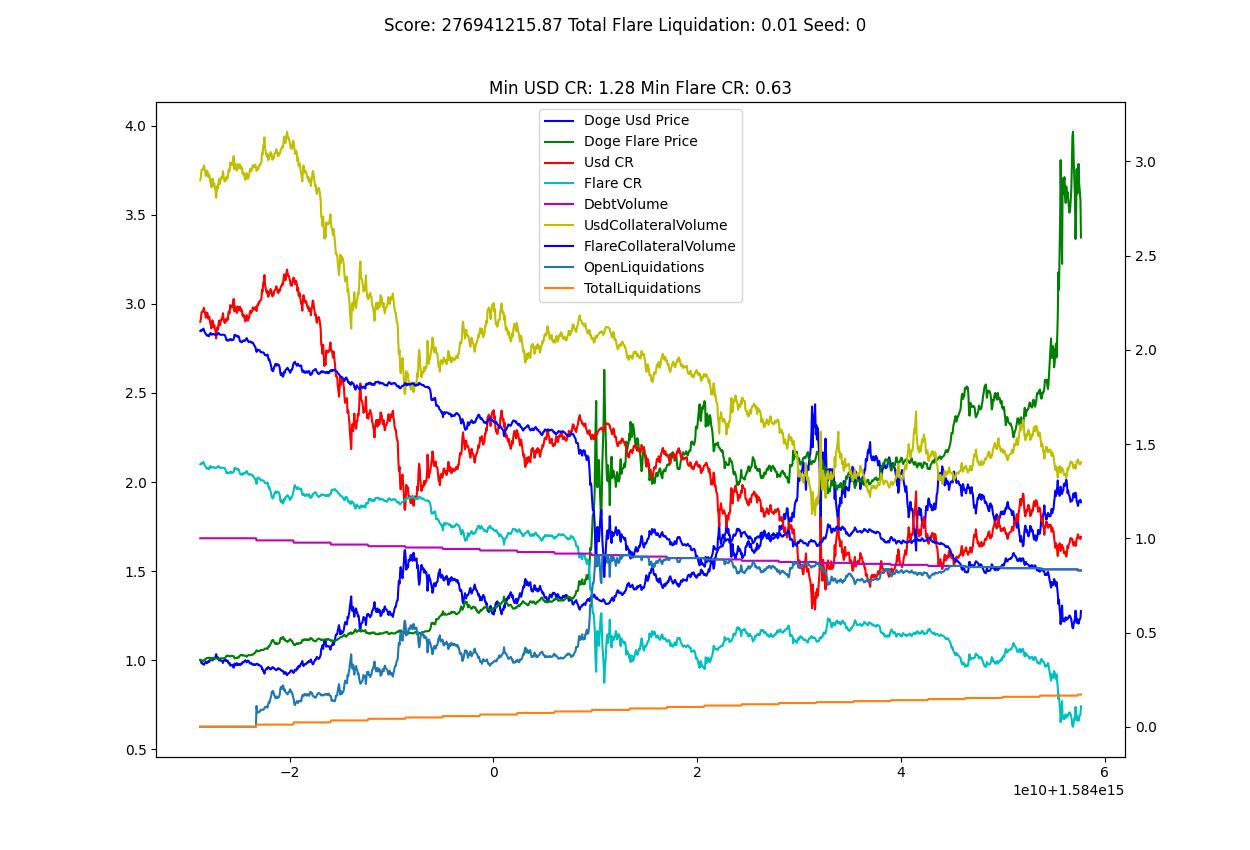 Score: 276941215.87 Total Flare Liquidation: 0.01 Seed: 0
Min USD CR: 1.28 Min Flare CR: 0.63
Doge Usd Price
Doge Flare Price
Usd CR
Flare CR
DebtVolume
UsdCollateralVolume
FlareCollateralVolume
OpenLiquidations
TotalLiquidations
4.0
3.5
3.0
2.5
2.0
1.5
1.0
0.5
3.0
2.5
2.0
1.5
1.0
0.5
0.0
−2
0
2
4
6
1e10+1.584e15